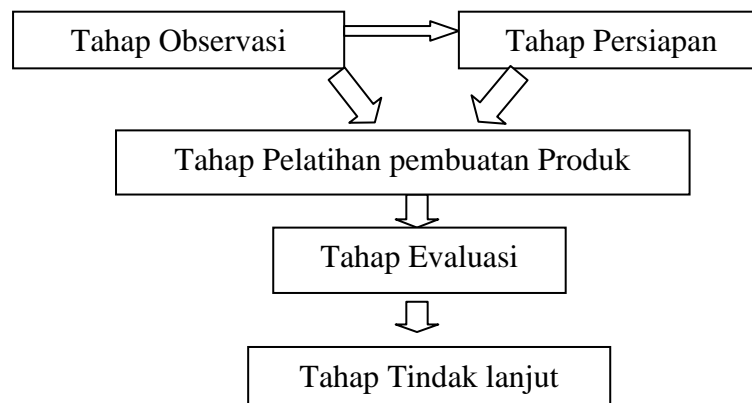 Tahap Observasi
Tahap Persiapan
Tahap Pelatihan pembuatan Produk
Tahap Evaluasi
Tahap Tindak lanjut